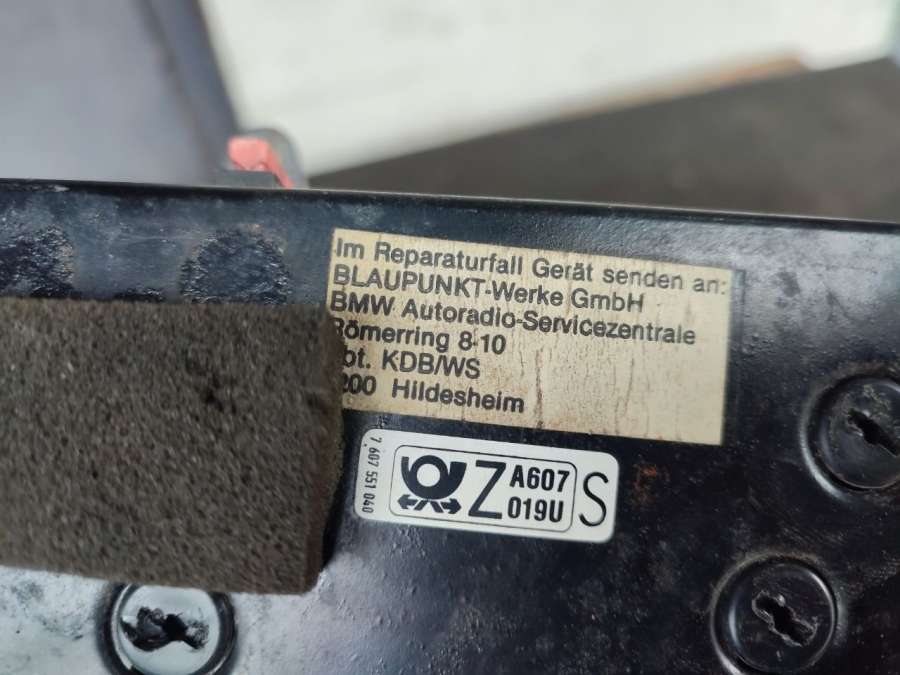 Im Reparaturfall Gerät senden an:
BLAUPUNKT-Werke GmbH
BMW Autoradio-Servicezentrale
Römerring 8-10
KDB/WS
Hildesheim
7 607 551 040
Z A607 S
019U